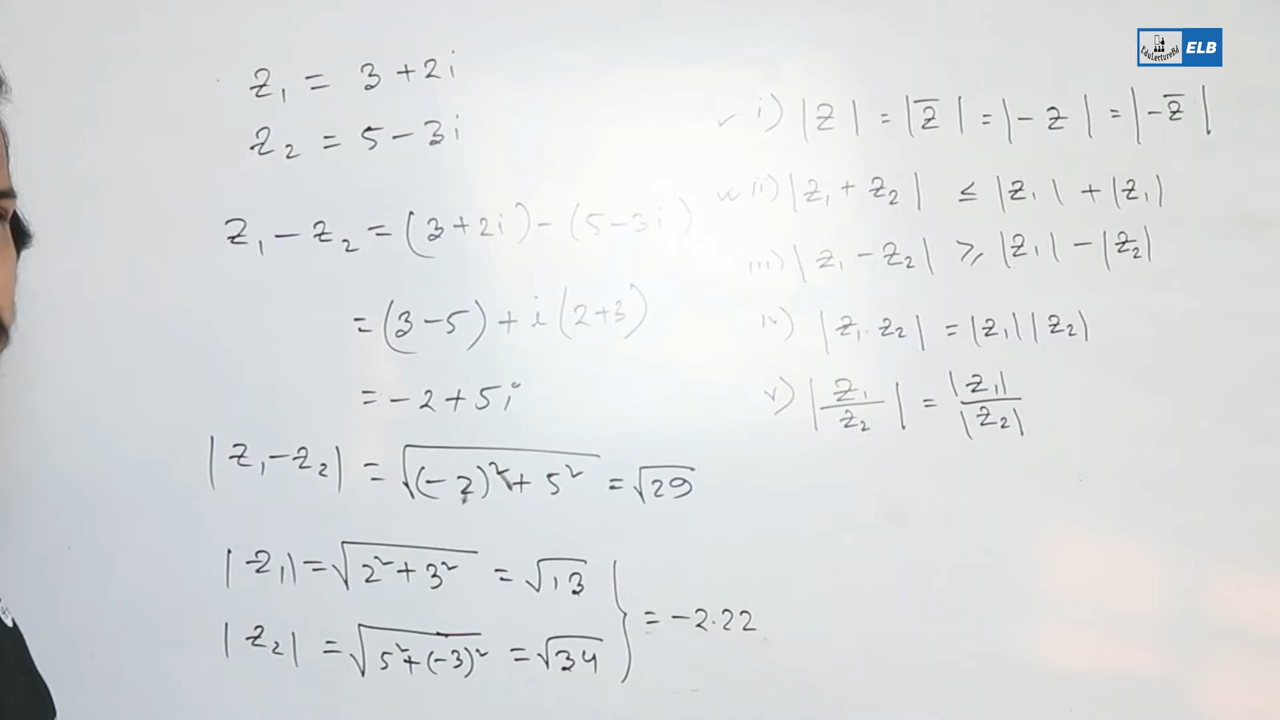 z₁ = 3 + 2i
z₂ = 5 - 3i
z₁ - z₂ = (3 + 2i) - (5 - 3i)
= (3 - 5) + i (2 + 3)
= -2 + 5i
|z₁ - z₂| = √((-2)² + 5²) = √29
|z₁| = √(2² + 3²) = √13
|z₂| = √(5² + (-3)²) = √34
} = -2.22
EduLectureBd ELB
i) |z| = |z̅| = |-z| = |-z̅|
ii) |z₁ + z₂| ≤ |z₁| + |z₁|
iii) |z₁ - z₂| ⩾ |z₁| - |z₂|
iv) |z₁.z₂| = |z₁| |z₂|
v) |z₁/z₂| = |z₁|/|z₂|